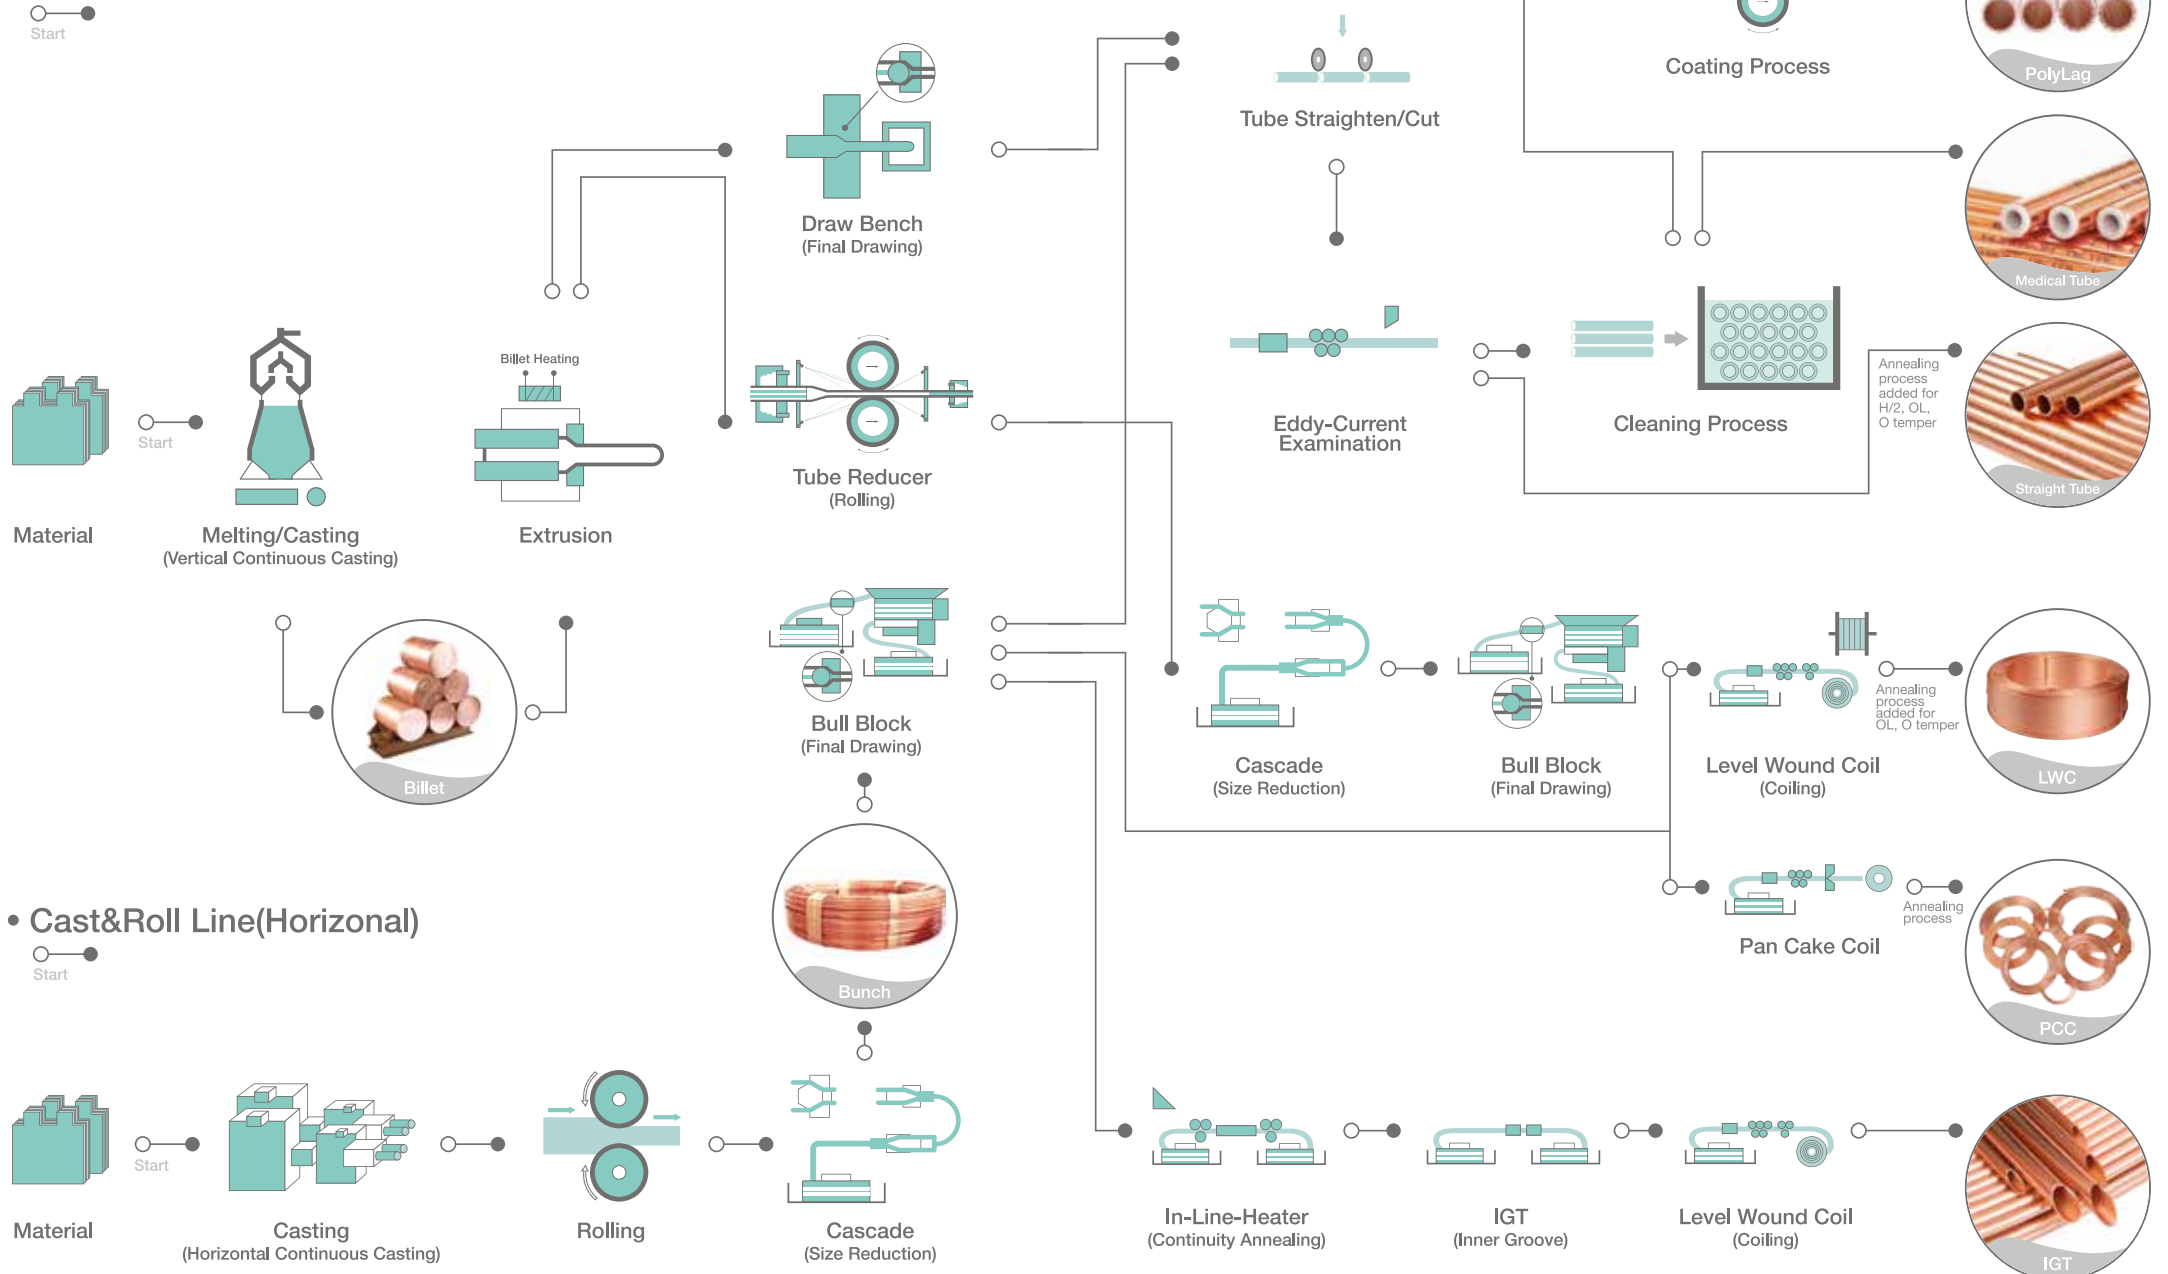 Start
Coating Process
PolyLag
Tube Straighten/Cut
Draw Bench
(Final Drawing)
Medical Tube
Billet Heating
Start
Material
Melting/Casting
(Vertical Continuous Casting)
Extrusion
Tube Reducer
(Rolling)
Eddy-Current
Examination
Cleaning Process
Annealing
process
added for
H/2, OL,
O temper
Straight Tube
Billet
Bull Block
(Final Drawing)
Cascade
(Size Reduction)
Bull Block
(Final Drawing)
Level Wound Coil
(Coiling)
Annealing
process
added for
OL, O temper
LWC
Pan Cake Coil
Annealing
process
PCC
• Cast&Roll Line(Horizonal)
Start
Bunch
Start
Material
Casting
(Horizontal Continuous Casting)
Rolling
Cascade
(Size Reduction)
In-Line-Heater
(Continuity Annealing)
IGT
(Inner Groove)
Level Wound Coil
(Coiling)
IGT